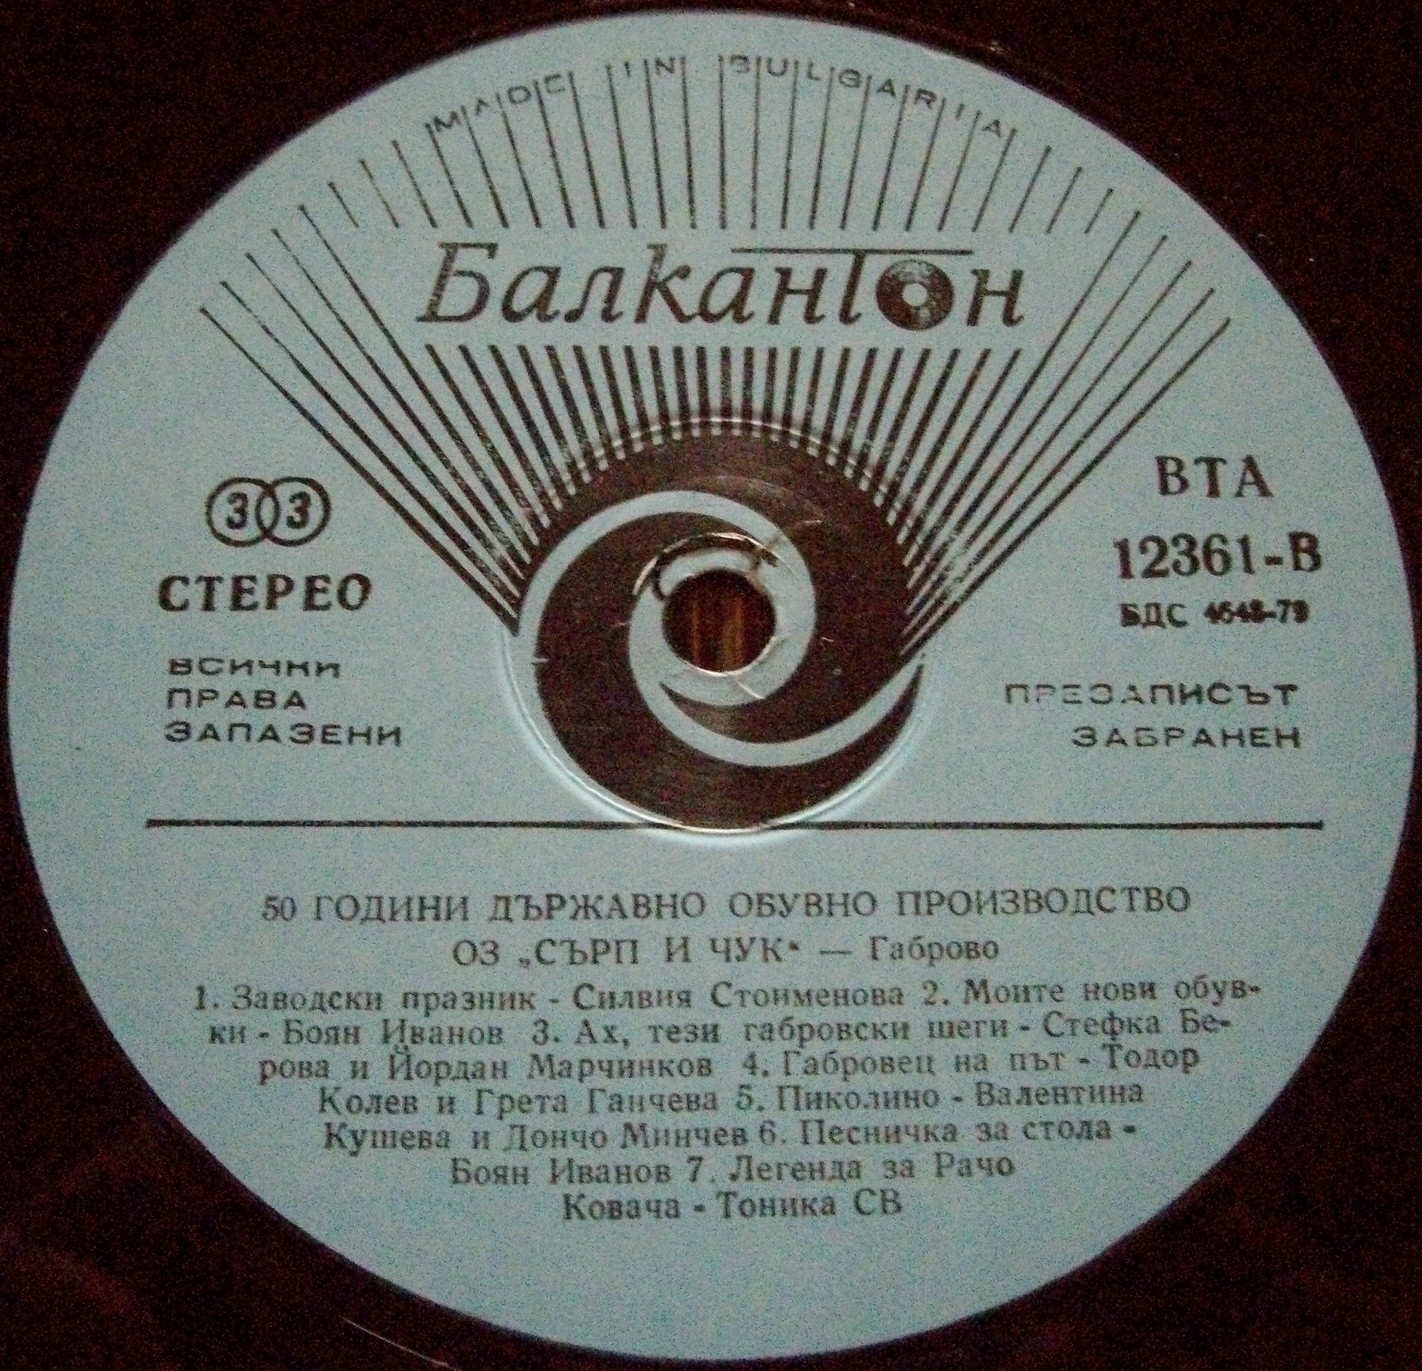 MADE IN BULGARIA
Балкантон
33
СТЕРЕО
ВСИЧКИ
ПРАВА
ЗАПАЗЕНИ
ВТА
12361-В
БДС
ПРЕЗАПИСЪТ
ЗАБРАНЕН
50 ГОДИНИ ДЪРЖАВНО ОБУВНО ПРОИЗВОДСТВО
ОЗ „СЪРП И ЧУК“ — Габрово
1. Заводски празник - Силвия Стоименова 2. Моите нови обув-
ки - Боян Иванов 3. Ах, тези габровски шеги - Стефка Бе-
рова и Йордан Марчинков 4. Габровец на път - Тодор
Колев и Грета Ганчева 5. Пиколино - Валентина
Кушева и Дончо Минчев 6. Песничка за стола -
Боян Иванов 7. Легенда за Рачо
Ковача - Тоника СВ